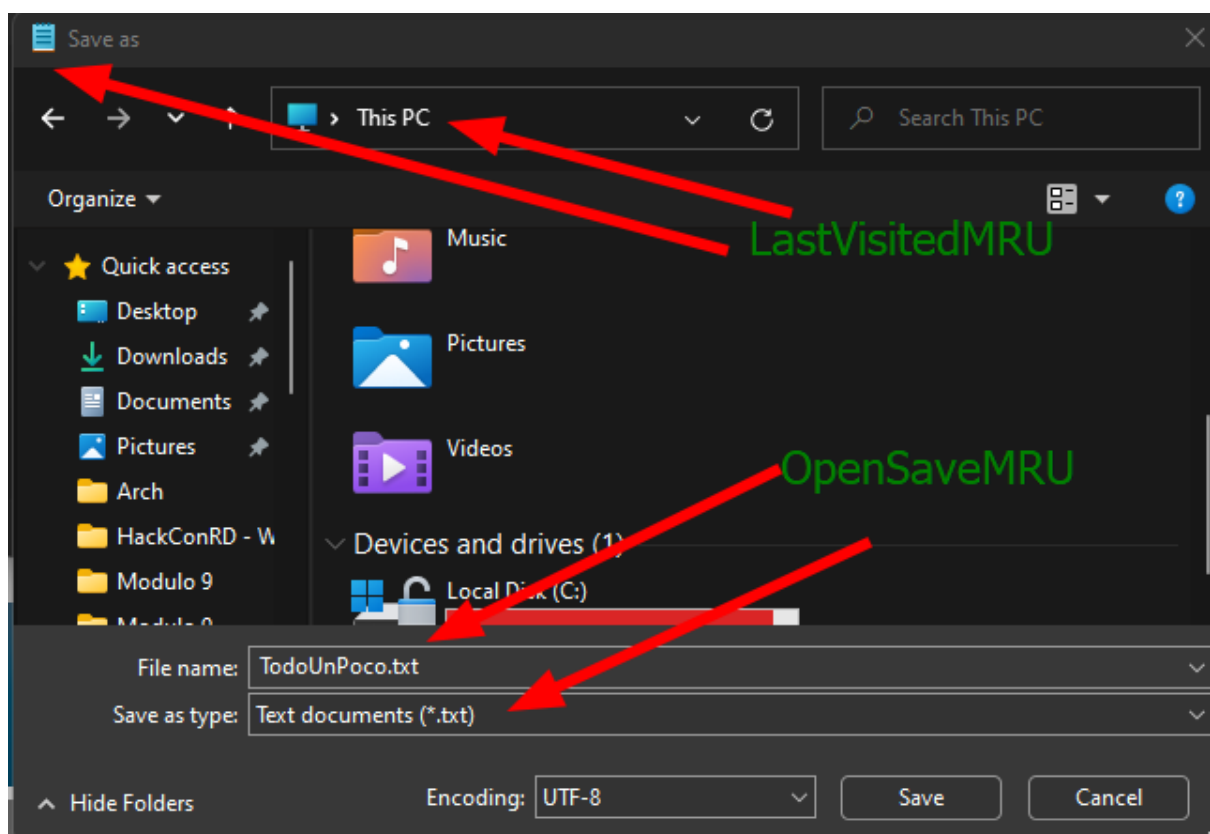 Save as
This PC
Search This PC
Organize
LastVisitedMRU
Music
Quick access
Desktop
Downloads
Documents
Pictures
Arch
HackConRD - W
Modulo 9
Pictures
Videos
OpenSaveMRU
Devices and drives (1)
Local Disk (C:)
File name: TodoUnPoco.txt
Save as type: Text documents (*.txt)
Hide Folders
Encoding: UTF-8
Save
Cancel